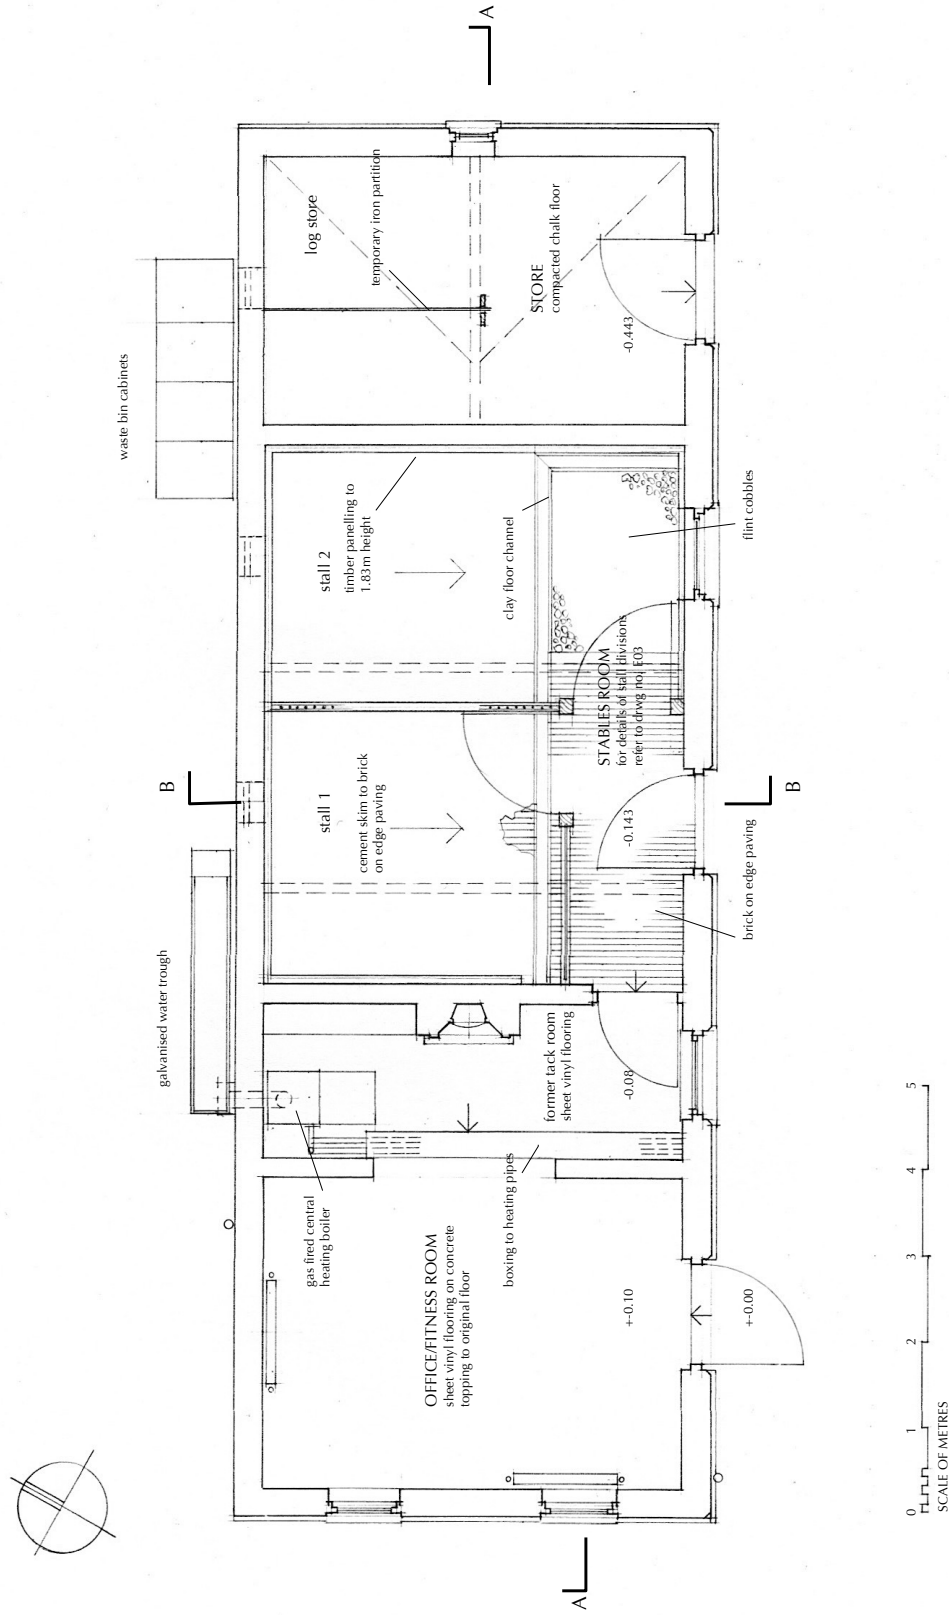 A
waste bin cabinets
log store
temporary iron partition
STORE
compacted chalk floor
-0.443
stall 2
timber panelling to
1.83m height
clay floor channel
flint cobbles
STABLES ROOM
for details of stall divisions
refer to drwg no. E03
B
stall 1
cement skim to brick
on edge paving
-0.143
B
brick on edge paving
galvanised water trough
former tack room
sheet vinyl flooring
-0.08
gas fired central
heating boiler
boxing to heating pipes
OFFICE/FITNESS ROOM
sheet vinyl flooring on concrete
topping to original floor
+-0.10
+-0.00
A
0 1 2 3 4 5
SCALE OF METRES